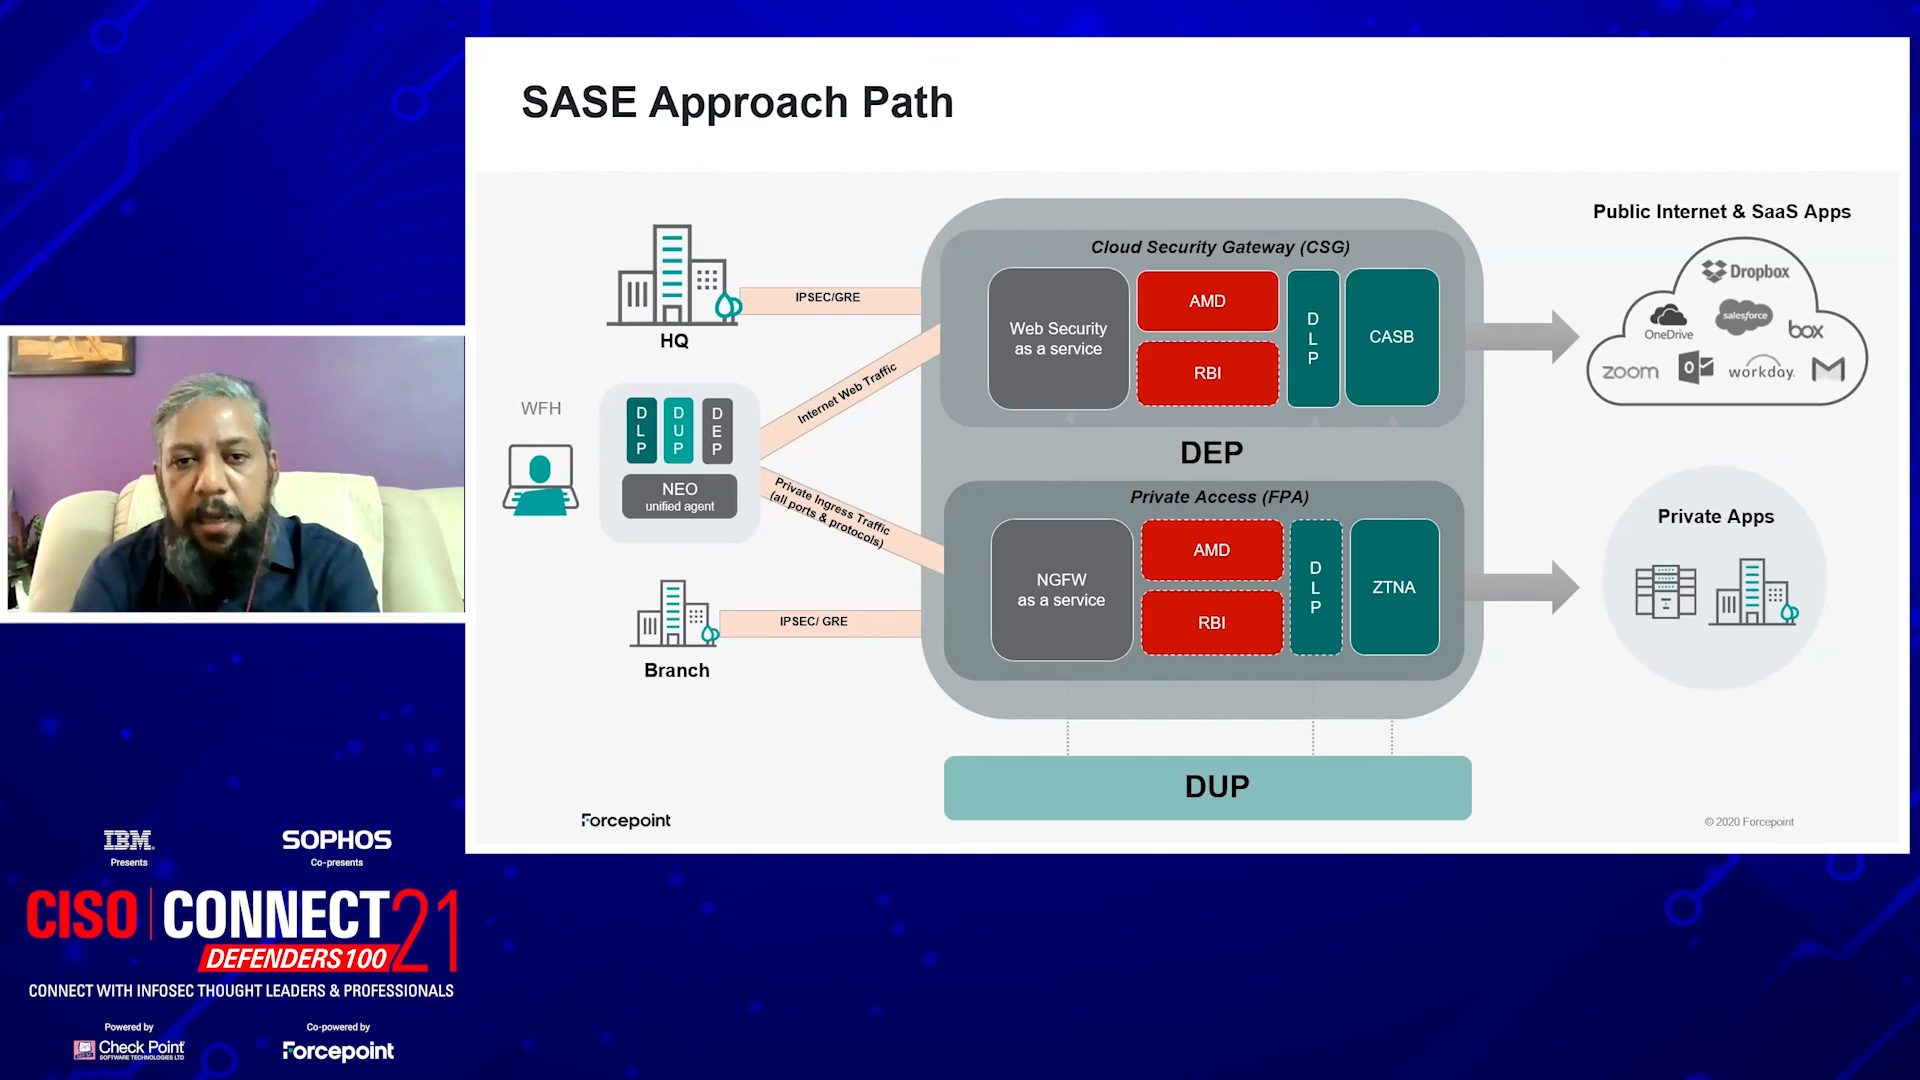 SASE Approach Path
HQ
IPSEC/GRE
WFH
D
L
P
D
U
P
D
E
P
NEO
unified agent
Internet Web Traffic
Private Ingress Traffic
(all ports & protocols)
Branch
IPSEC/ GRE
Cloud Security Gateway (CSG)
Web Security
as a service
AMD
RBI
D
L
P
CASB
DEP
Private Access (FPA)
NGFW
as a service
AMD
RBI
D
L
P
ZTNA
DUP
Public Internet & SaaS Apps
Dropbox
OneDrive
salesforce
box
zoom
workday.
Private Apps
Forcepoint
© 2020 Forcepoint
IBM
Presents
SOPHOS
Co-presents
CISO CONNECT 21
DEFENDERS100
CONNECT WITH INFOSEC THOUGHT LEADERS & PROFESSIONALS
Powered by
Check Point
SOFTWARE TECHNOLOGIES LTD
Co-powered by
Forcepoint